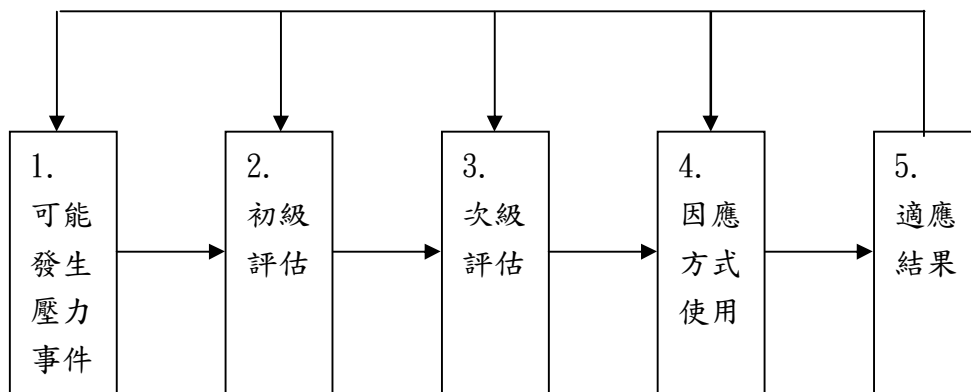 1.
可能
發生
壓力
事件
2.
初級
評估
3.
次級
評估
4.
因應
方式
使用
5.
適應
結果